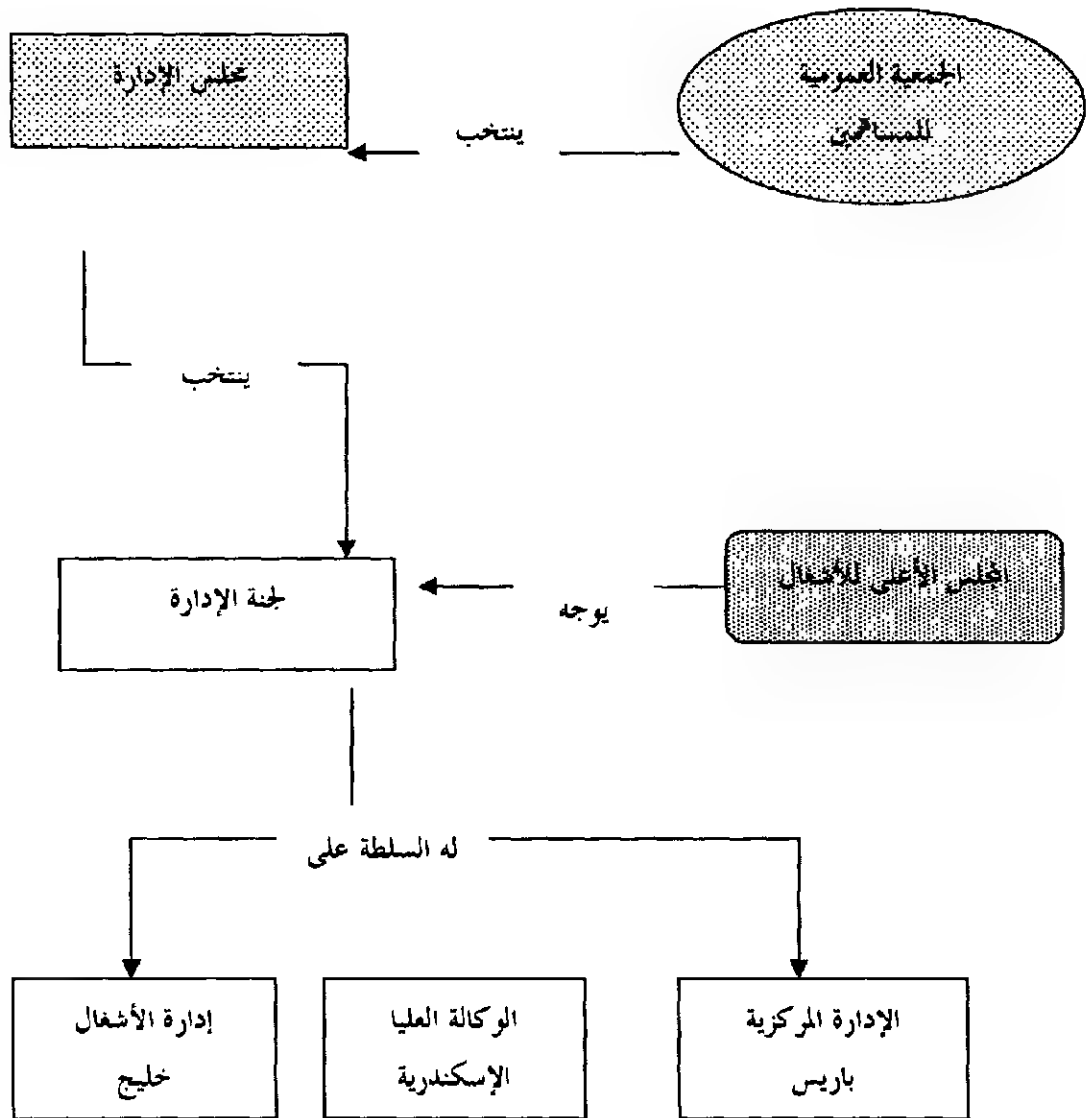 الجمعية العمومية
للمساهمين
ينتخب
مجلس الإدارة
ينتخب
المجلس الأعلى للأشغال
يوجه
لجنة الإدارة
له السلطة على
الإدارة المركزية
باريس
الوكالة العليا
الإسكندرية
إدارة الأشغال
خليج